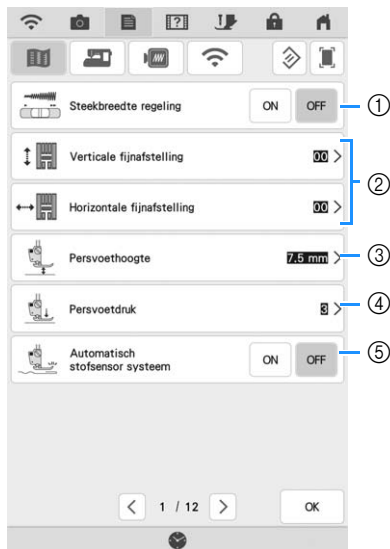 Steekbreedte regeling ON OFF ①
Verticale fijnafstelling 00 >
②
Horizontale fijnafstelling 00 >
Persvoethoogte 7.5 mm > ③
Persvoetdruk 3 > ④
Automatisch
stofsensor systeem ON OFF ⑤
< 1 / 12 > OK